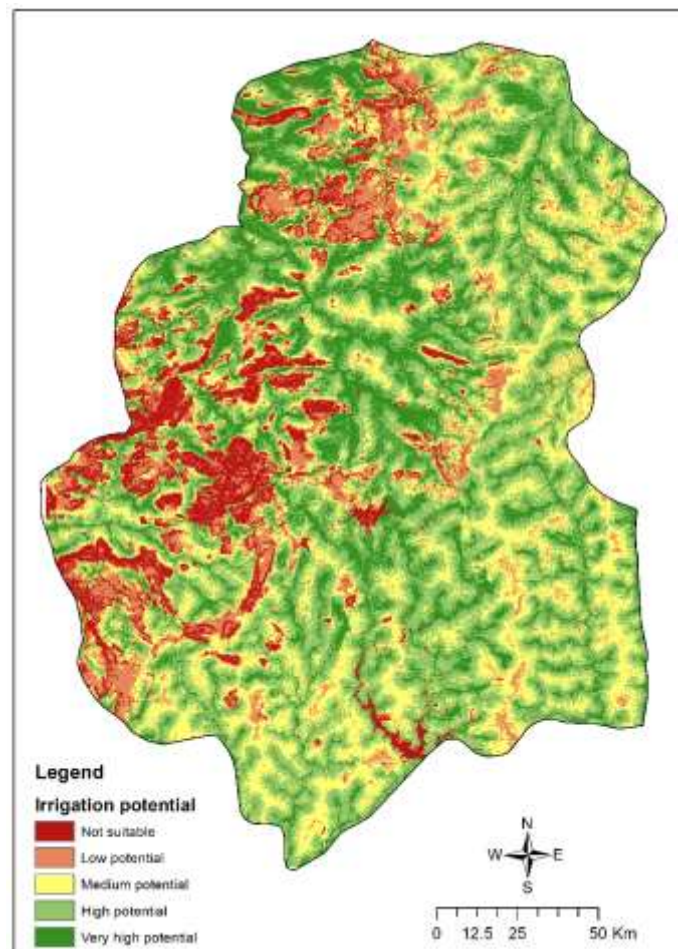 Legend
Irrigation potential
Not suitable
Low potential
Medium potential
High potential
Very high potential
N
W E
S
0 12.5 25 50 Km